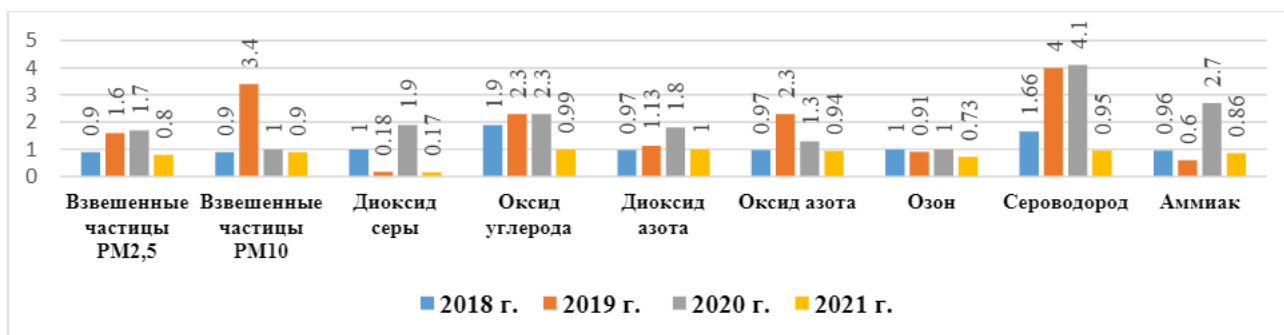 5
4
3
2
1
0
0.9
1.6
1.7
0.8
0.9
3.4
1
0.9
1
0.18
1.9
0.17
1.9
2.3
2.3
0.99
0.97
1.13
1.8
1
0.97
2.3
1.3
0.94
1
0.91
1
0.73
1.66
4
4.1
0.95
0.96
0.6
2.7
0.86
Взвешенные
частицы
РМ2,5
Взвешенные
частицы
РМ10
Диоксид
серы
Оксид
углерода
Диоксид
азота
Оксид азота
Озон
Сероводород
Аммиак
2018 г.
2019 г.
2020 г.
2021 г.